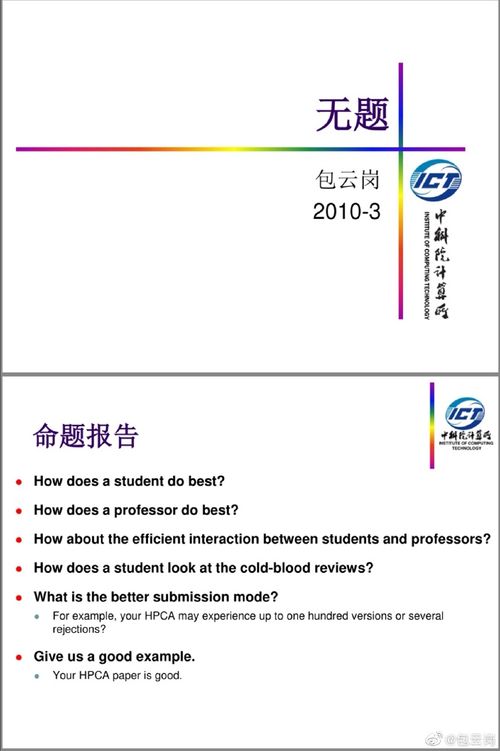 无题
包云岗
2010-3
ICT
中科院计算所
INSTITUTE OF COMPUTING TECHNOLOGY
命题报告
ICT
中科院计算所
INSTITUTE OF COMPUTING
TECHNOLOGY
How does a student do best?
How does a professor do best?
How about the efficient interaction between students and professors?
How does a student look at the cold-blood reviews?
What is the better submission mode?
For example, your HPCA may experience up to one hundred versions or several
rejections?
Give us a good example.
Your HPCA paper is good.
@包云岗